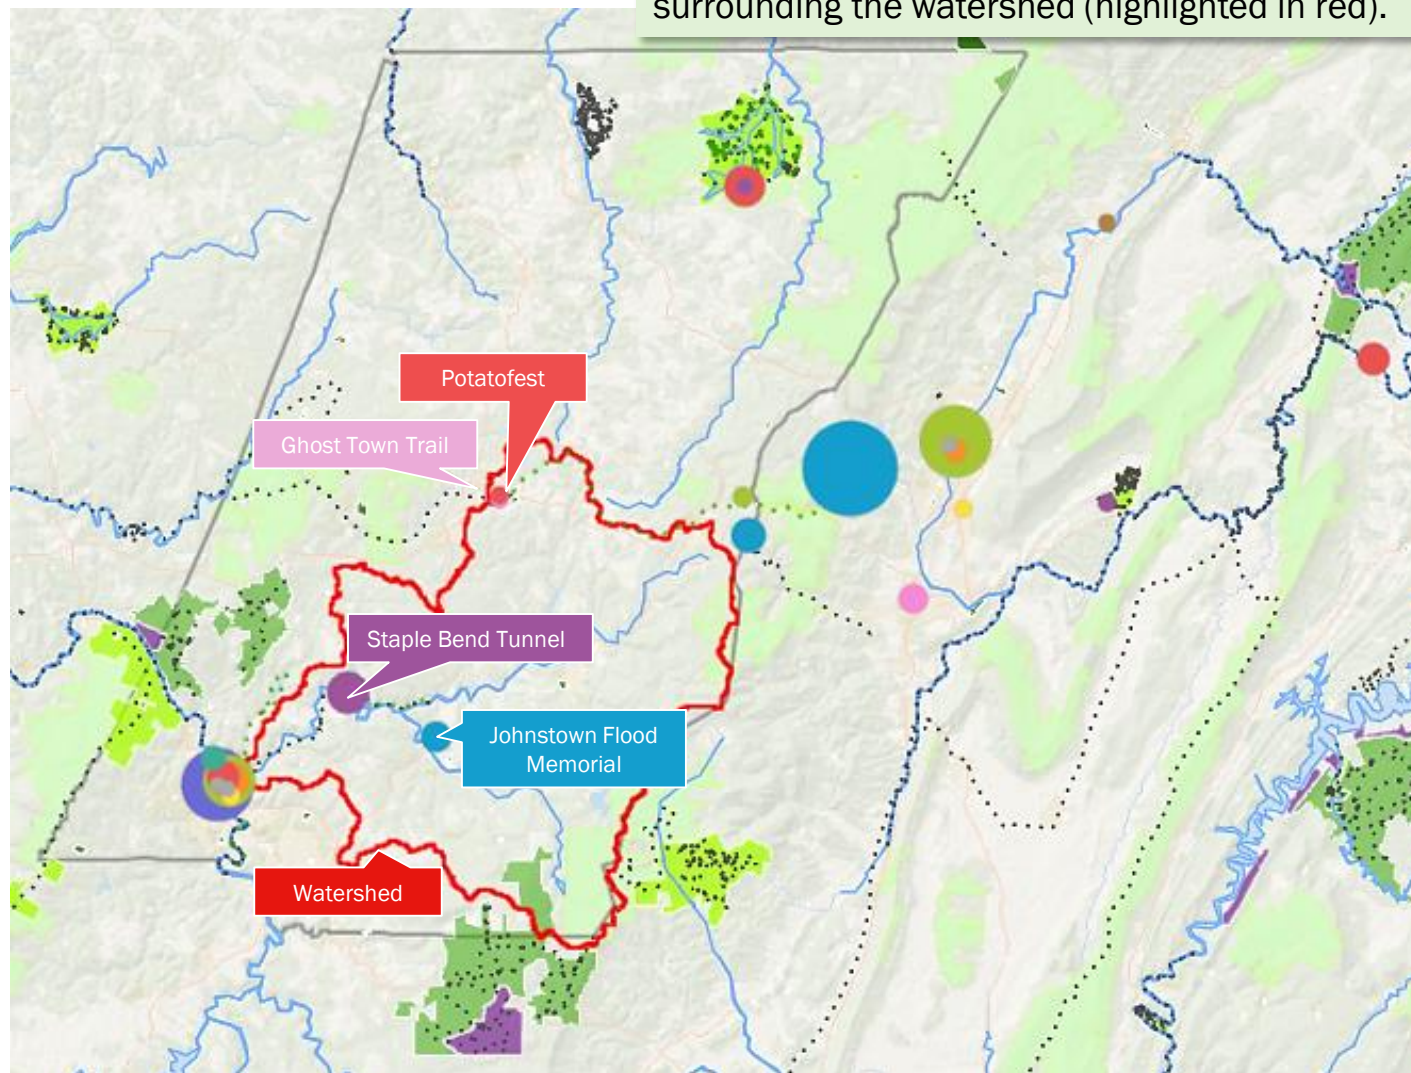 surrounding the watershed (highlighted in red).
Potatofest
Ghost Town Trail
Staple Bend Tunnel
Johnstown Flood
Memorial
Watershed